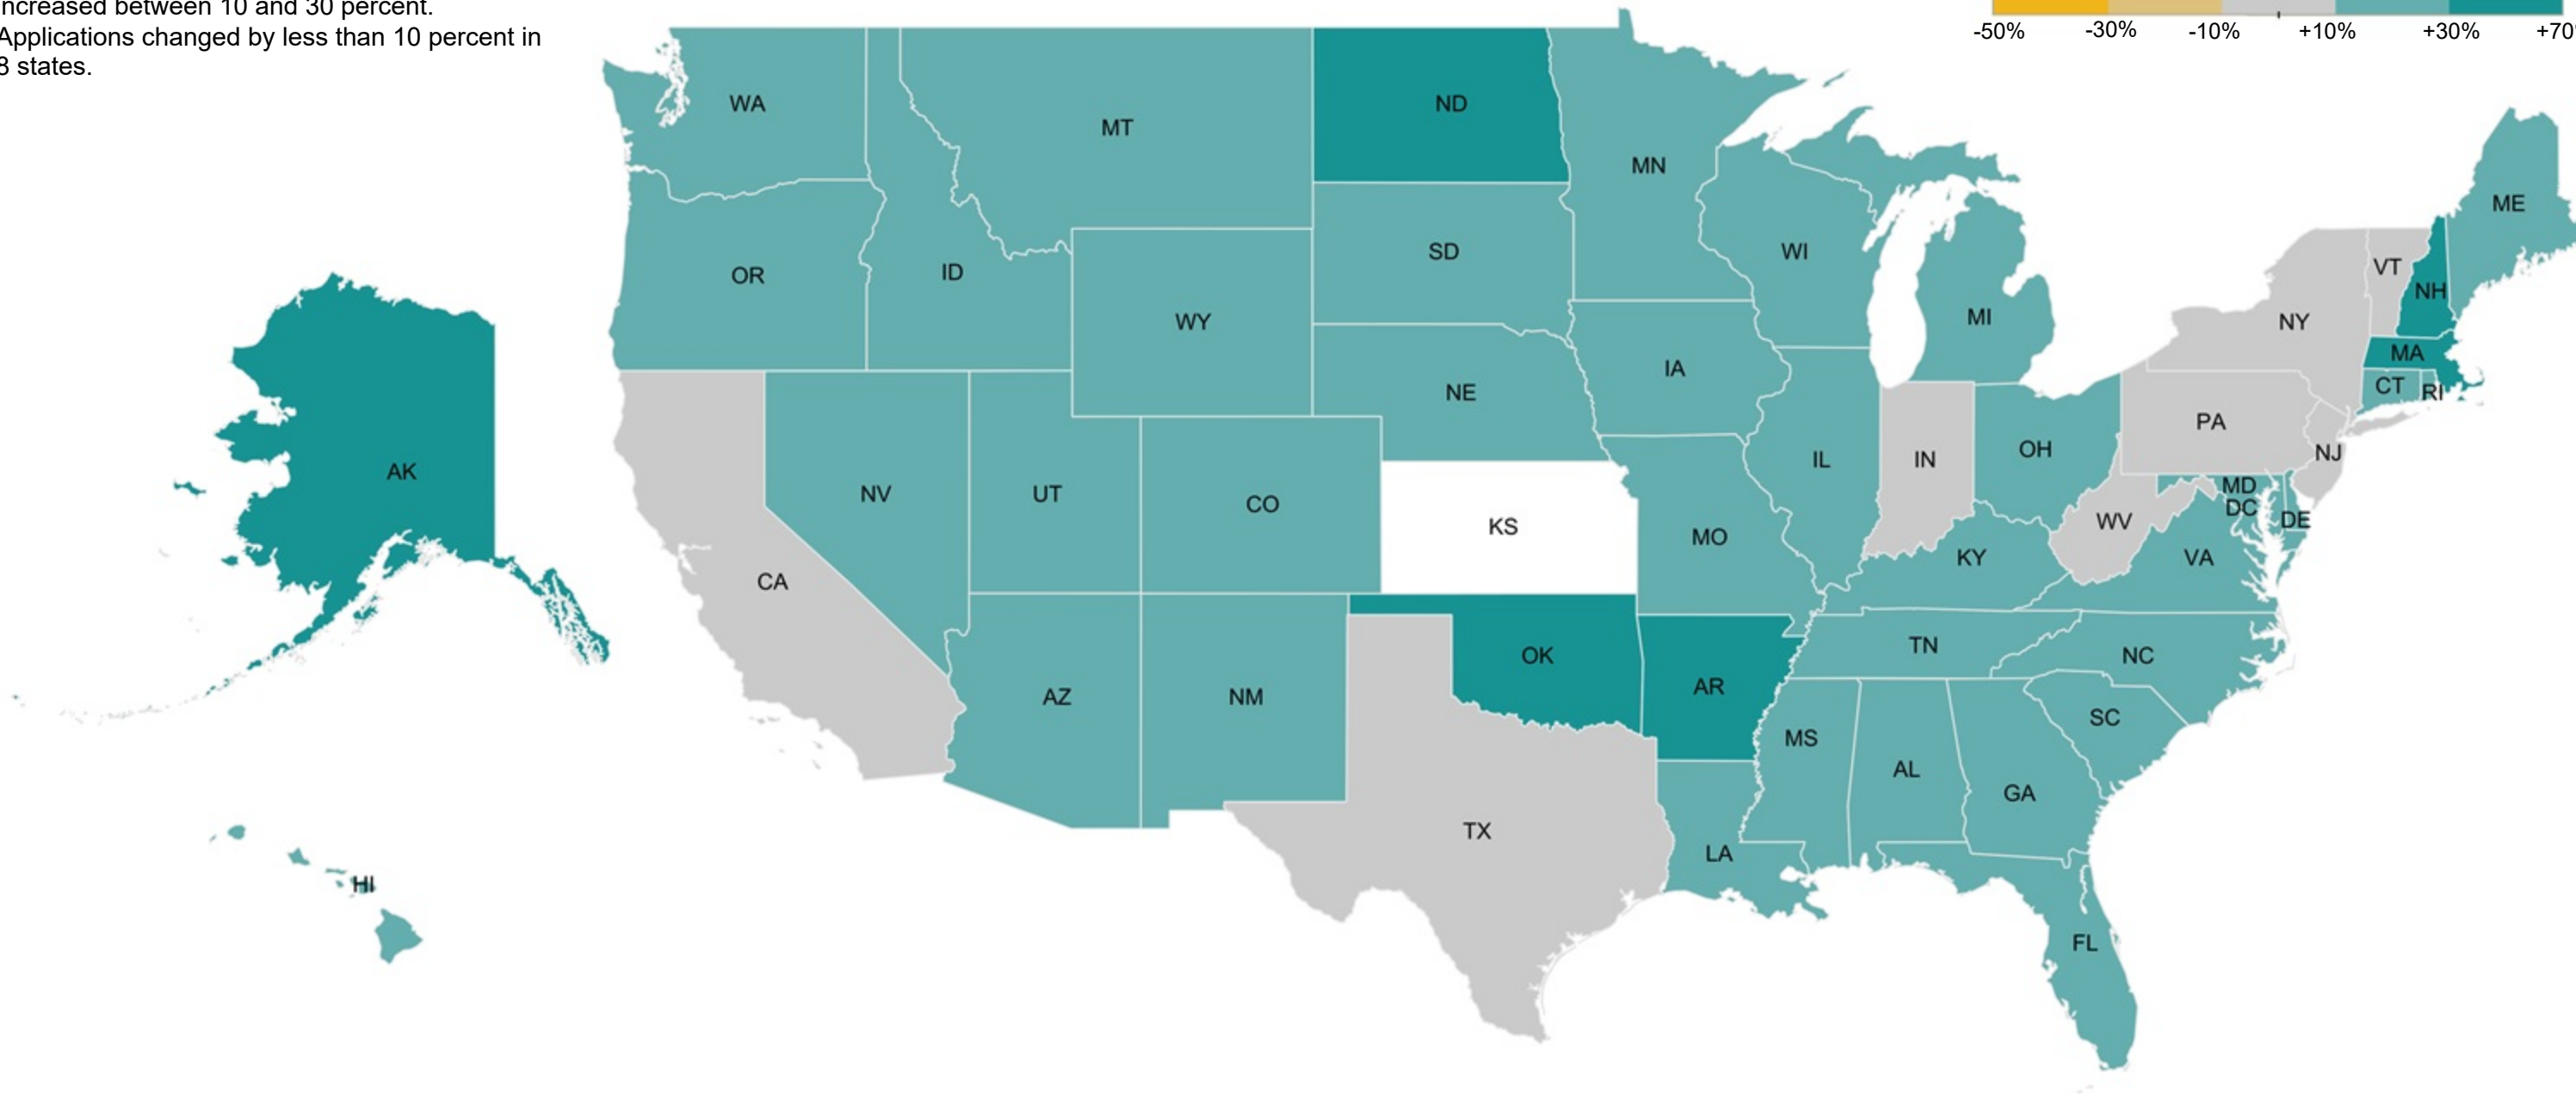 increased between 10 and 30 percent.
Applications changed by less than 10 percent in
8 states.
-50% -30% -10% +10% +30% +70%
WA
MT
ND
MN
ME
OR
ID
SD
WI
VT
NH
WY
MI
NY
MA
IA
CT
RI
NE
PA
NV
UT
CO
KS
IL
IN
OH
NJ
AK
MD
DC
DE
MO
WV
KY
VA
CA
OK
TN
NC
AZ
NM
AR
SC
MS
AL
GA
TX
LA
HI
FL